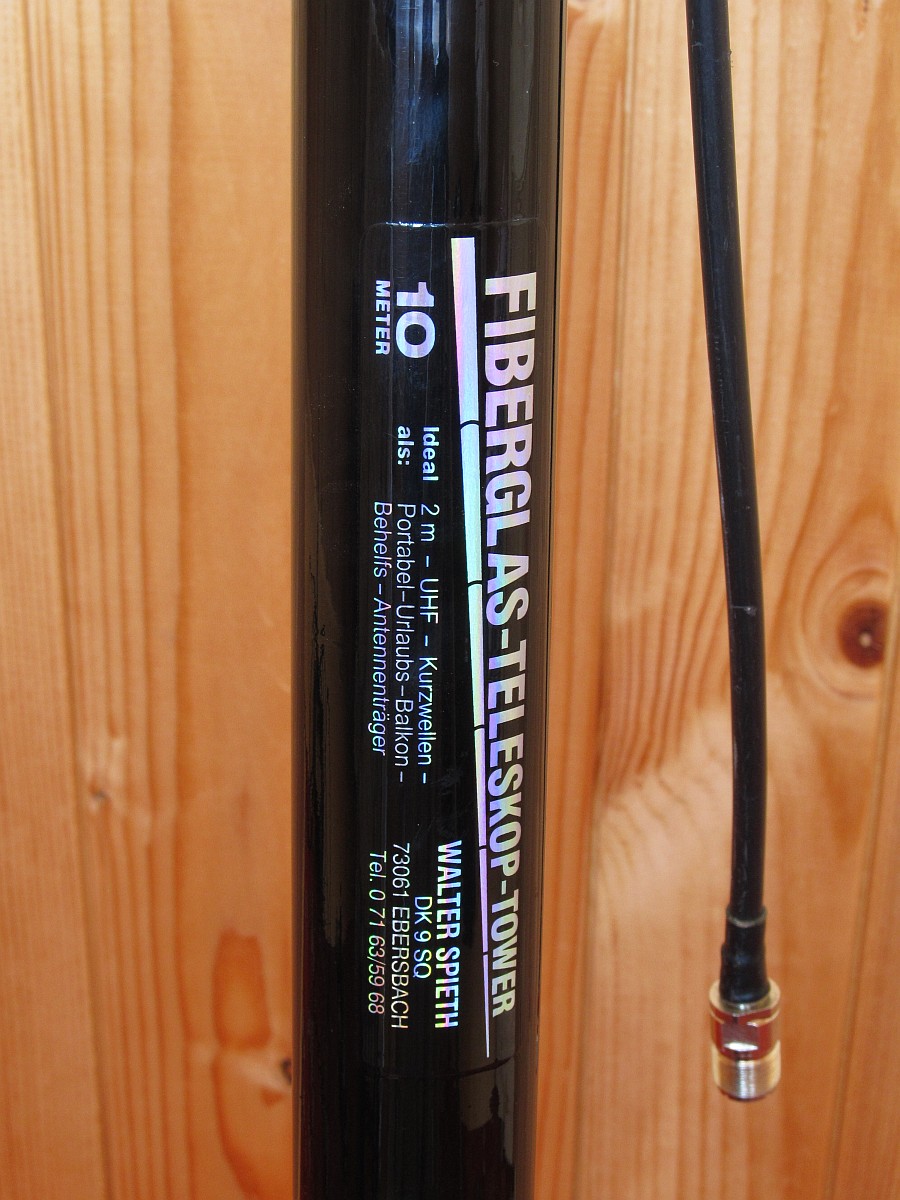 FIBERGLAS-TELESKOP-TOWER
10
METER
Ideal
als:
2 m – UHF – Kurzwellen –
Portabel–Urlaubs–Balkon –
Behelfs – Antennenträger
WALTER SPIETH
DK 9 SQ
73061 EBERSBACH
Tel. 0 71 63/59 68